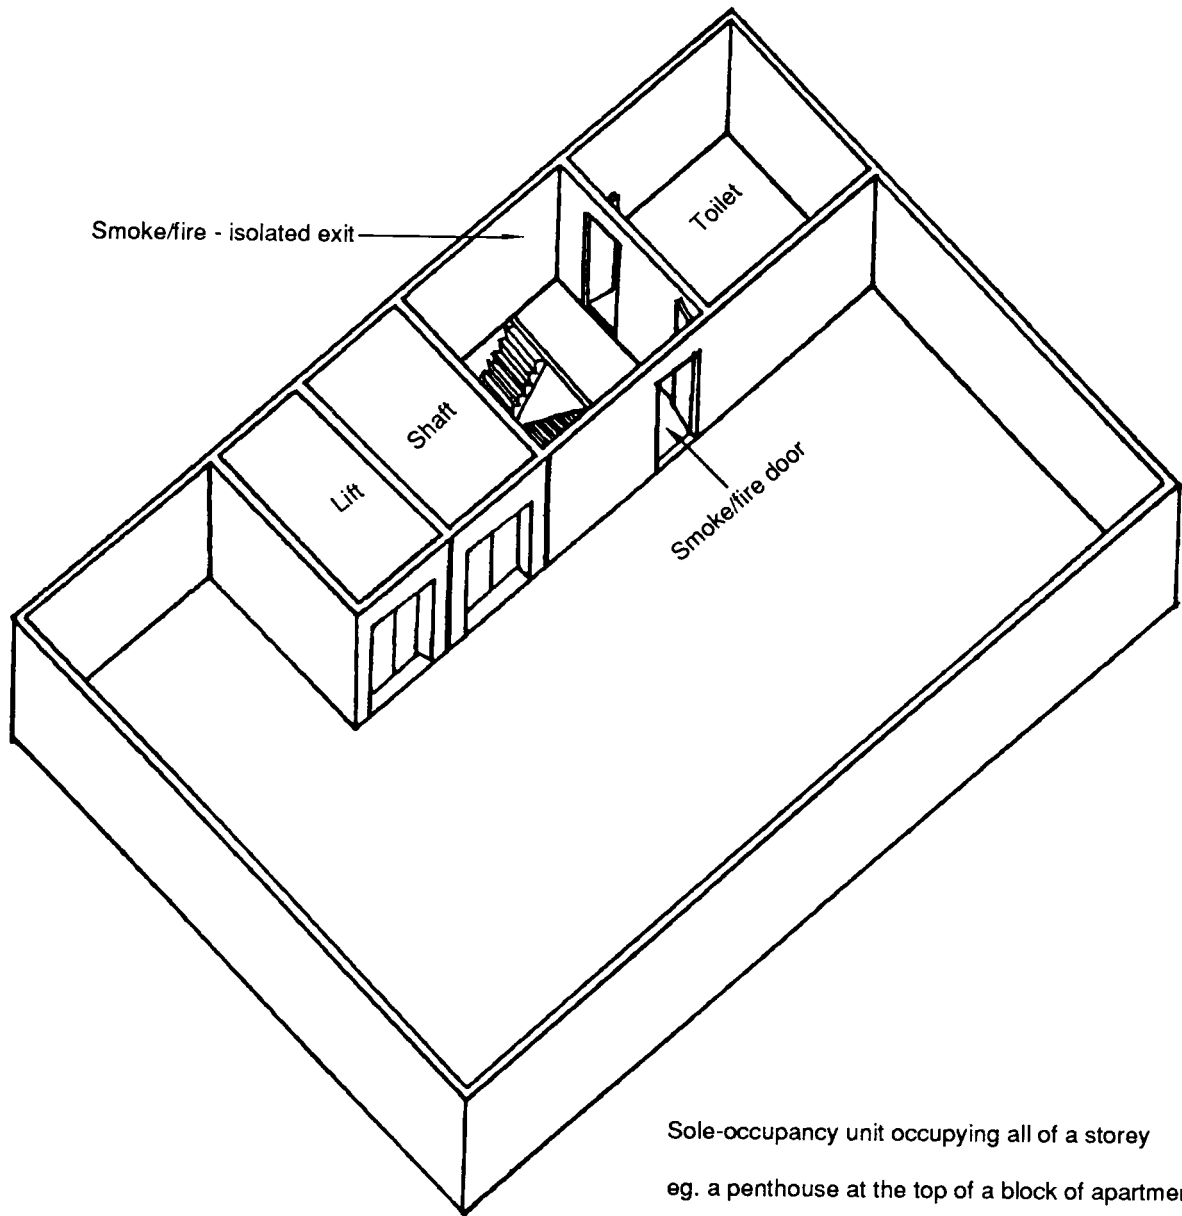 Toilet
Smoke/fire - isolated exit
Shaft
Lift
Smoke/fire door
Sole-occupancy unit occupying all of a storey
eg. a penthouse at the top of a block of